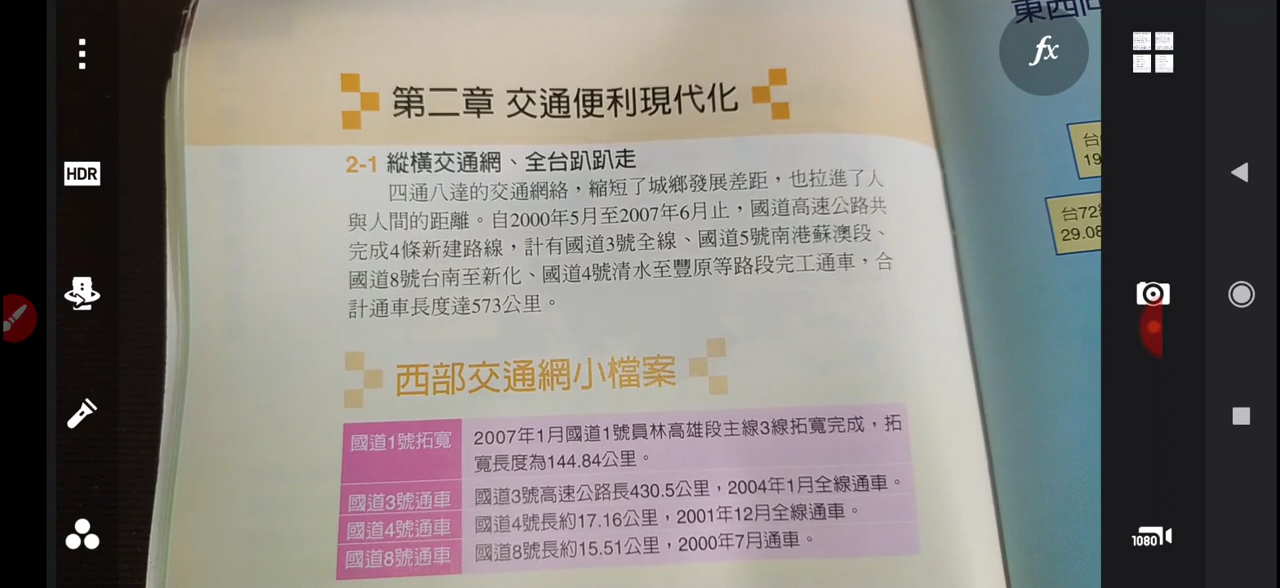 東西向
fx
HDR
第二章 交通便利現代化
2-1 縱橫交通網、全台趴趴走
四通八達的交通網絡，縮短了城鄉發展差距，也拉進了人
與人間的距離。自2000年5月至2007年6月止，國道高速公路共
完成4條新建路線，計有國道3號全線、國道5號南港蘇澳段、
國道8號台南至新化、國道4號清水至豐原等路段完工通車，合
計通車長度達573公里。
西部交通網小檔案
國道1號拓寬 2007年1月國道1號員林高雄段主線3線拓寬完成，拓
寬長度為144.84公里。
國道3號通車 國道3號高速公路長430.5公里，2004年1月全線通車。
國道4號通車 國道4號長約17.16公里，2001年12月全線通車。
國道8號通車 國道8號長約15.51公里，2000年7月通車。
台
19
台72
29.08
1080